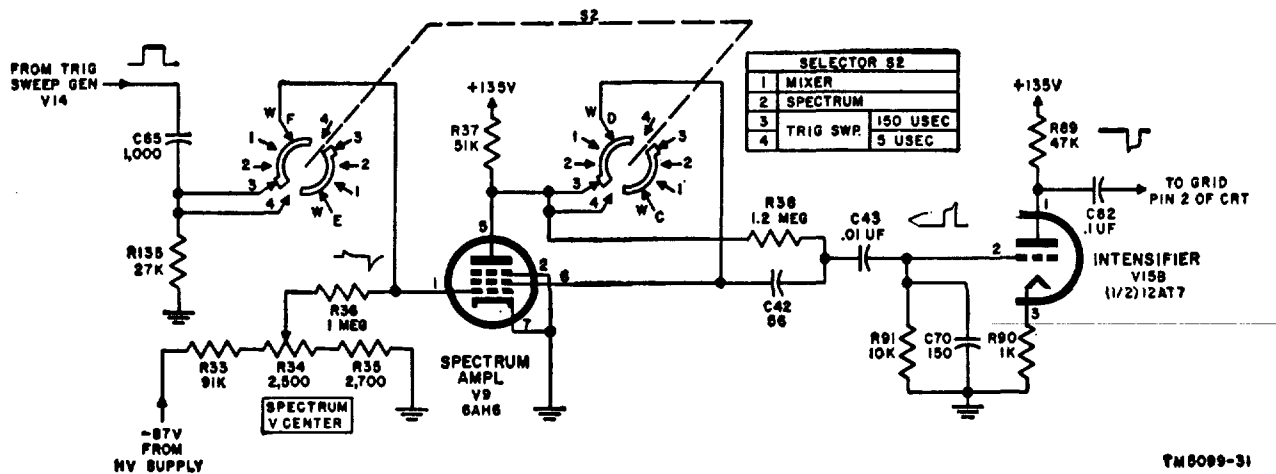 S2
FROM TRIG
SWEEP GEN
V14
C65
1,000
R135
27K
W F
4
3
2
1
1
2
3
4
W E
+135V
R37
51K
W D
4
3
2
1
1
2
3
4
W C
SELECTOR S2
1 MIXER
2 SPECTRUM
3 TRIG SWP. 150 USEC
4 5 USEC
+135V
R89
47K
C82
.1UF
TO GRID
PIN 2 OF CRT
R38
1.2 MEG
C43
.01 UF
C42
56
1
2
3
INTENSIFIER
V15B
(1/2) 12AT7
R91
10K
C70
150
R90
1K
5
1
2
6
7
SPECTRUM
AMPL
V9
6AH6
R36
1 MEG
R33
91K
R34
2,500
R35
2,700
SPECTRUM
V CENTER
-87V
FROM
HV SUPPLY
TM5099-31